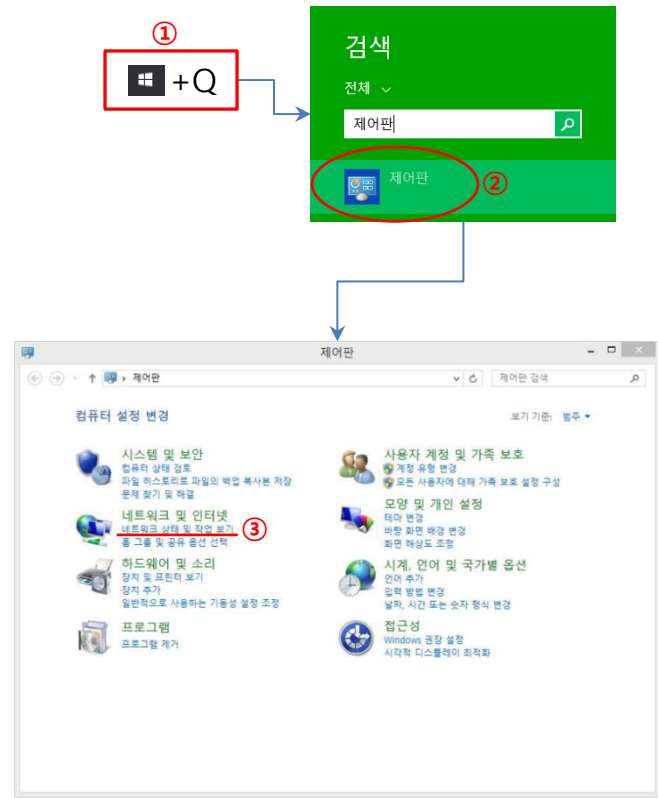 ①
+Q
검색
전체
제어판
제어판
②
제어판
제어판
제어판 검색
컴퓨터 설정 변경
보기 기준: 범주
시스템 및 보안
컴퓨터 상태 검토
파일 히스토리로 파일의 백업 복사본 저장
문제 찾기 및 해결
네트워크 및 인터넷
네트워크 상태 및 작업 보기
③
홈 그룹 및 공유 옵션 선택
하드웨어 및 소리
장치 및 프린터 보기
장치 추가
일반적으로 사용하는 기동성 설정 조정
프로그램
프로그램 제거
사용자 계정 및 가족 보호
계정 유형 변경
모든 사용자에 대해 가족 보호 설정 구성
모양 및 개인 설정
테마 변경
바탕 화면 배경 변경
화면 해상도 조정
시계, 언어 및 국가별 옵션
언어 추가
입력 방법 변경
날짜, 시간 또는 숫자 형식 변경
접근성
Windows 권장 설정
시각적 디스플레이 최적화